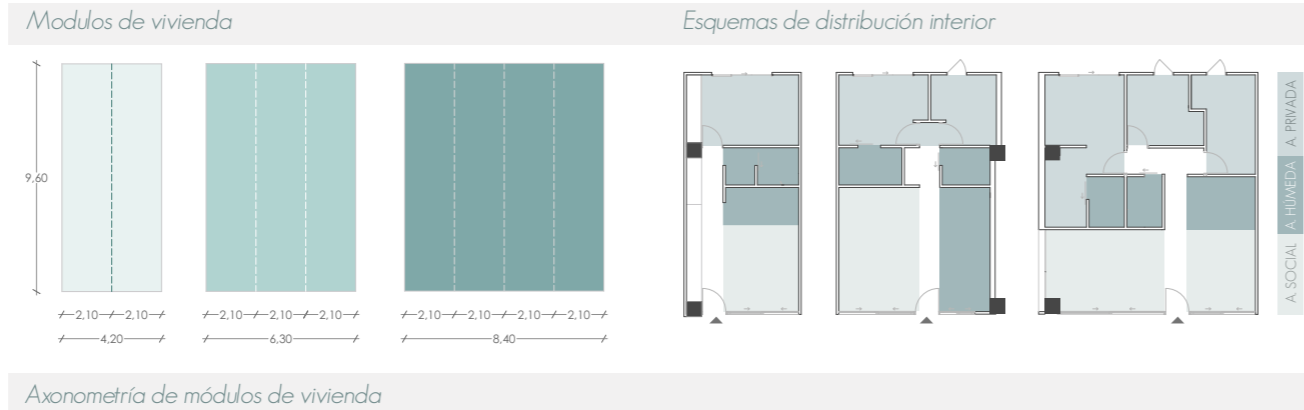 Modulos de vivienda
Esquemas de distribución interior
9,60
2,10 2,10
4,20
2,10 2,10 2,10
6,30
2,10 2,10 2,10 2,10
8,40
A. PRIVADA
A. HÚMEDA
A. SOCIAL
Axonometría de módulos de vivienda